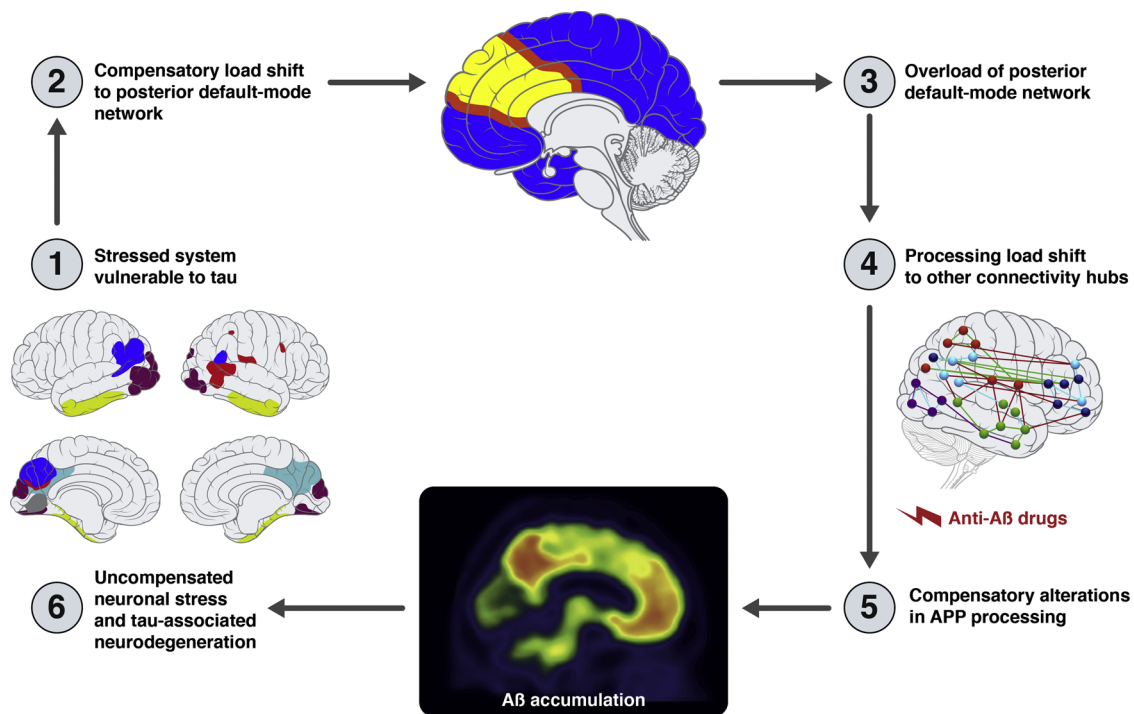 2
Compensatory load shift
to posterior default-mode
network
3
Overload of posterior
default-mode network
1
Stressed system
vulnerable to tau
4
Processing load shift
to other connectivity hubs
Anti-Aß drugs
5
Compensatory alterations
in APP processing
Aß accumulation
6
Uncompensated
neuronal stress
and tau-associated
neurodegeneration